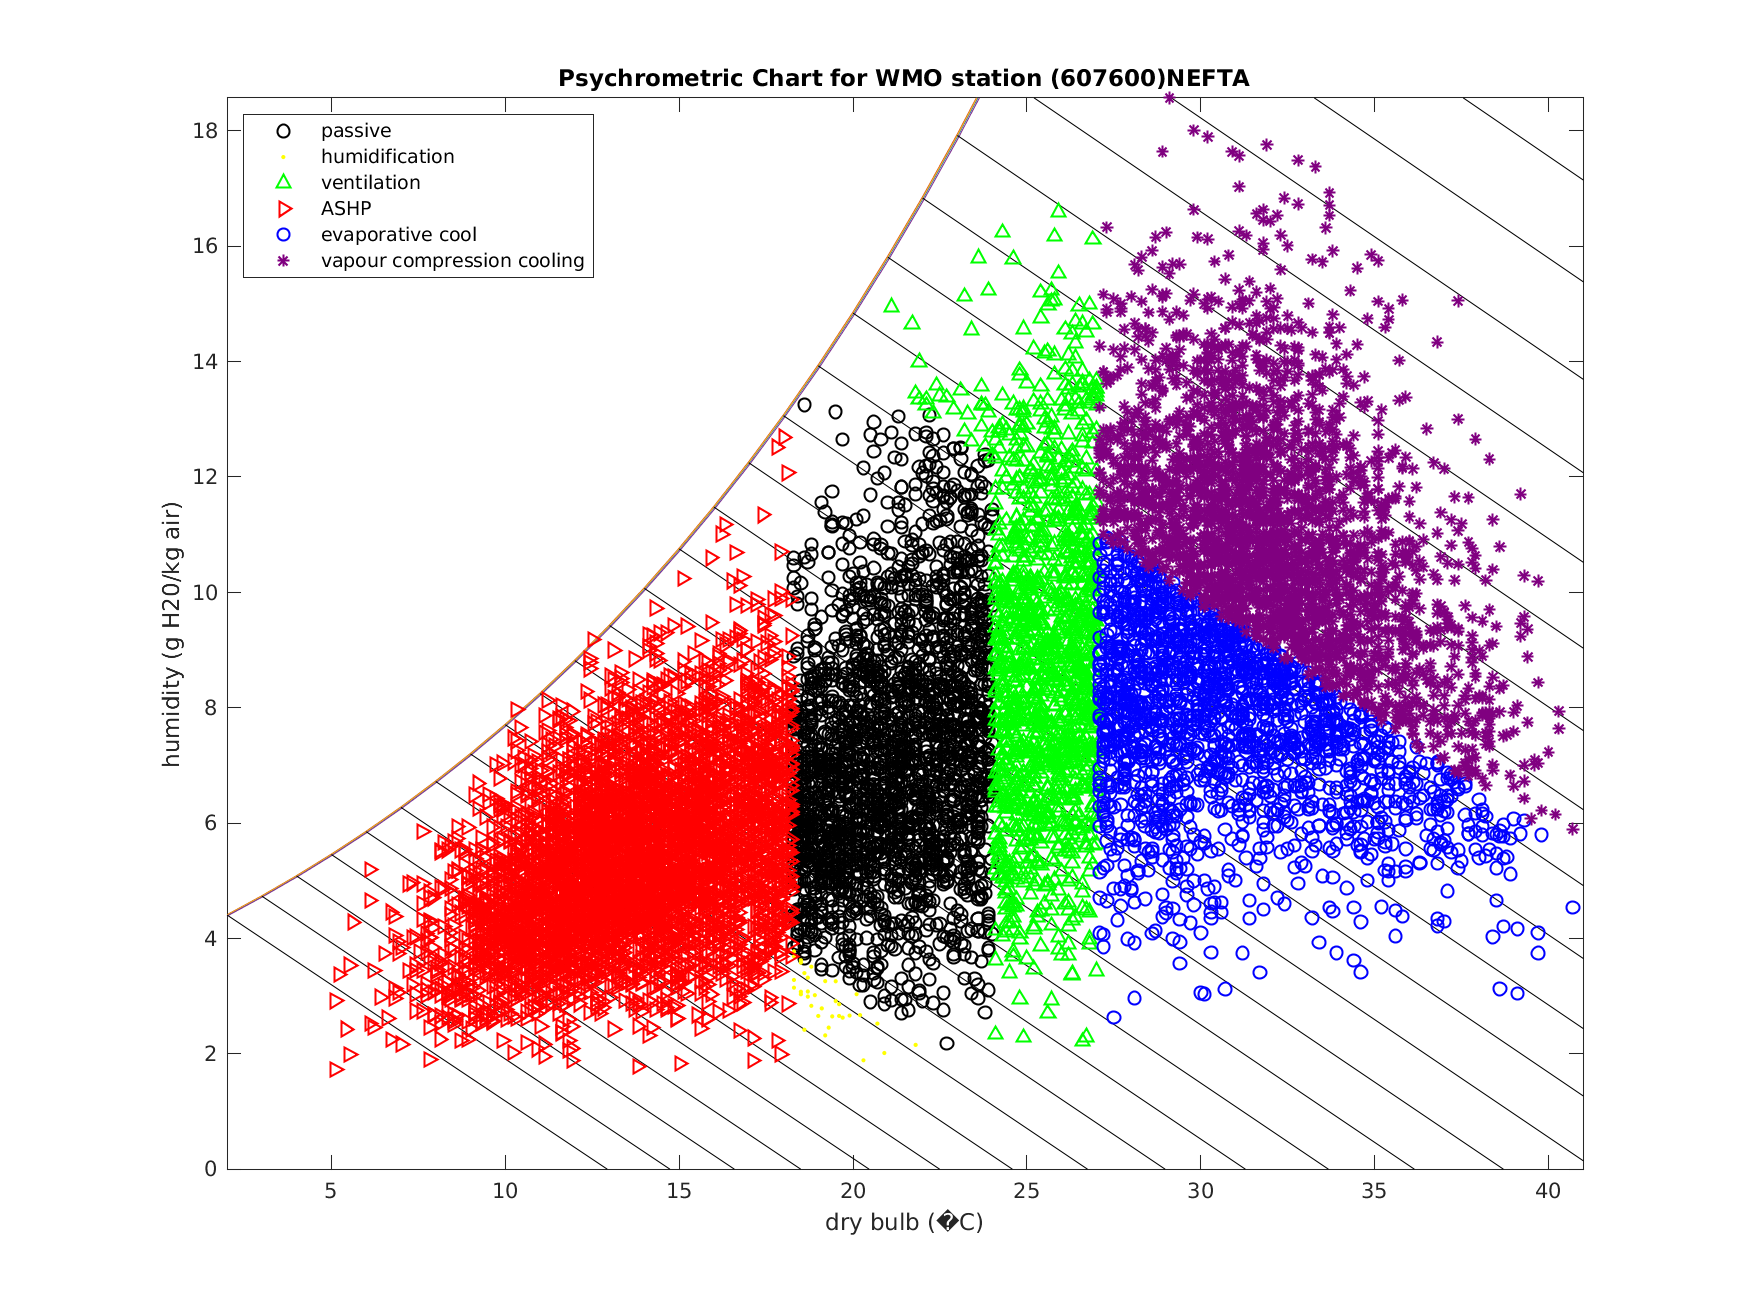 Psychrometric Chart for WMO station (607600)NEFTA
passive
humidification
ventilation
ASHP
evaporative cool
vapour compression cooling
18
16
14
12
10
8
6
4
2
0
humidity (g H20/kg air)
5 10 15 20 25 30 35 40
dry bulb (�C)